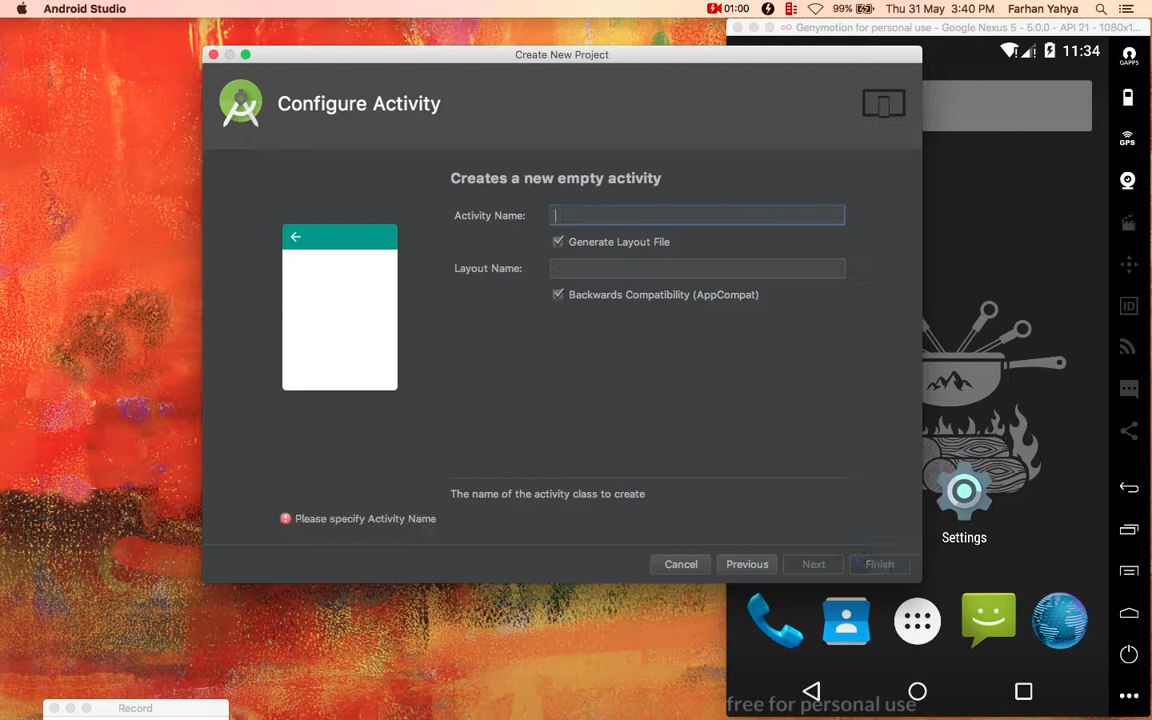 Android Studio
01:00
99%
Thu 31 May 3:40 PM
Farhan Yahya
Genymotion for personal use - Google Nexus 5 - 5.0.0 - API 21 - 1080x1...
Create New Project
11:34
GAPPS
Configure Activity
GPS
Creates a new empty activity
Activity Name:
Generate Layout File
Layout Name:
Backwards Compatibility (AppCompat)
ID
The name of the activity class to create
Please specify Activity Name
Settings
Cancel
Previous
Next
Finish
free for personal use
Record